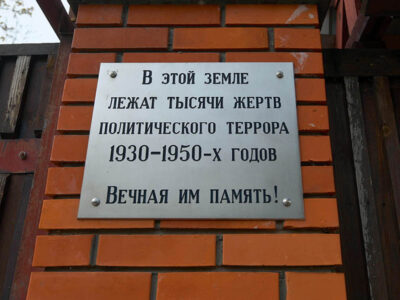 В этой земле
лежат тысячи жертв
политического террора
1930–1950-х годов
Вечная им память!